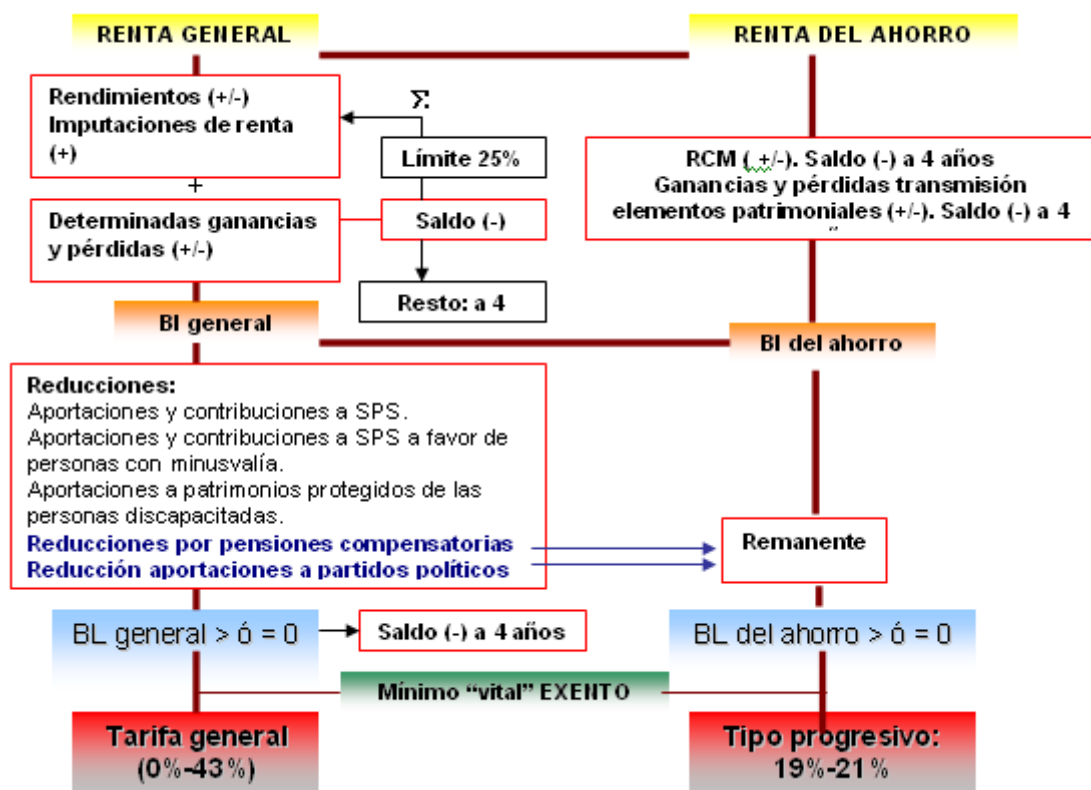 RENTA GENERAL
RENTA DEL AHORRO
Rendimientos (+/-)
Imputaciones de renta
(+)
Σ
Límite 25%
+
Determinadas ganancias
y pérdidas (+/-)
Saldo (-)
Resto: a 4
RCM ( +/-). Saldo (-) a 4 años
Ganancias y pérdidas transmisión
elementos patrimoniales (+/-). Saldo (-) a 4
BI general
BI del ahorro
Reducciones:
Aportaciones y contribuciones a SPS.
Aportaciones y contribuciones a SPS a favor de
personas con minusvalía.
Aportaciones a patrimonios protegidos de las
personas discapacitadas.
Reducciones por pensiones compensatorias
Reducción aportaciones a partidos políticos
Remanente
BL general > ó = 0
Saldo (-) a 4 años
BL del ahorro > ó = 0
Mínimo “vital” EXENTO
Tarifa general
(0%-43%)
Tipo progresivo:
19%-21%